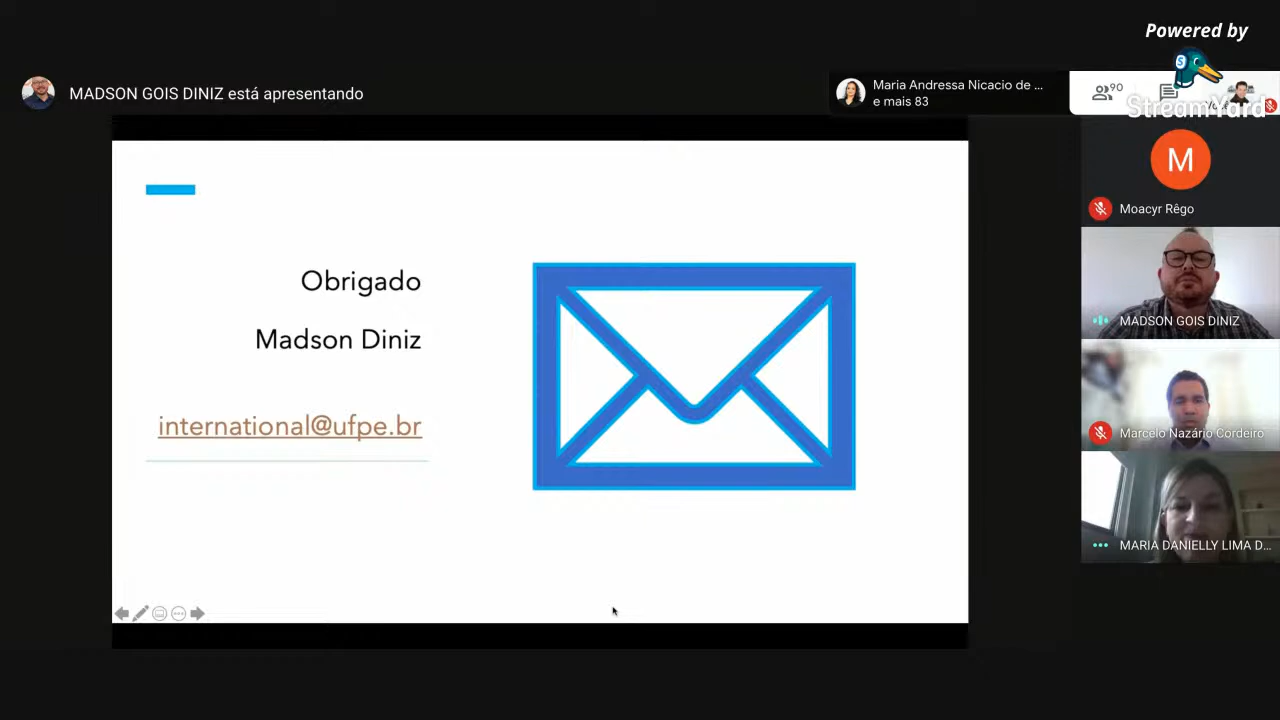 Powered by
StreamYard
MADSON GOIS DINIZ está apresentando
Maria Andressa Nicacio de ...
e mais 83
90
M
Moacyr Rêgo
MADSON GOIS DINIZ
Marcelo Nazário Cordeiro
MARIA DANIELLY LIMA D...
Obrigado
Madson Diniz
international@ufpe.br